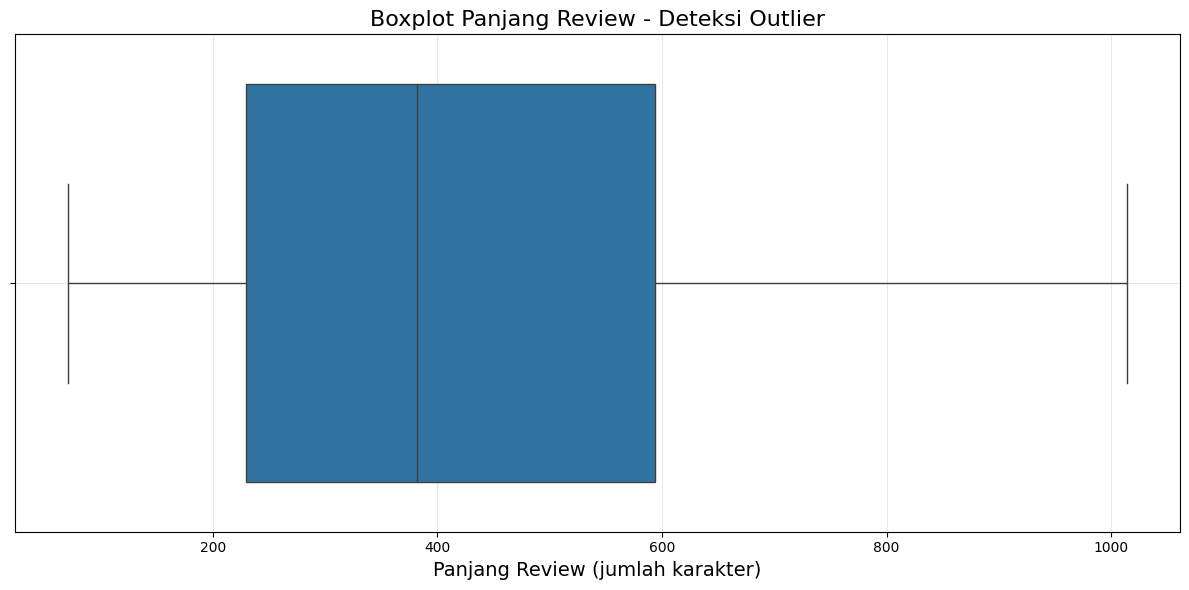 Boxplot Panjang Review - Deteksi Outlier
200 400 600 800 1000
Panjang Review (jumlah karakter)